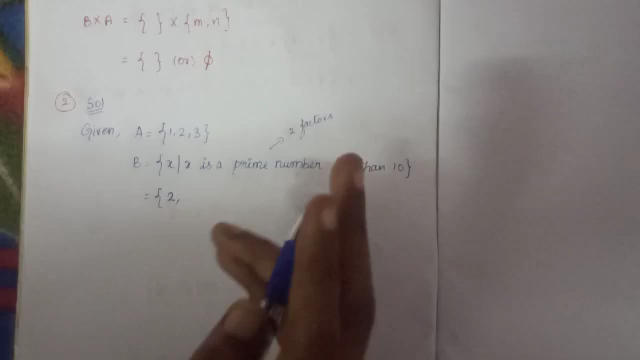 B×A = { } × {m, n}
= { } (or) ϕ
2 Sol
Given, A = {1, 2, 3}
2 factors
B = {x | x is a prime number than 10}
= {2,